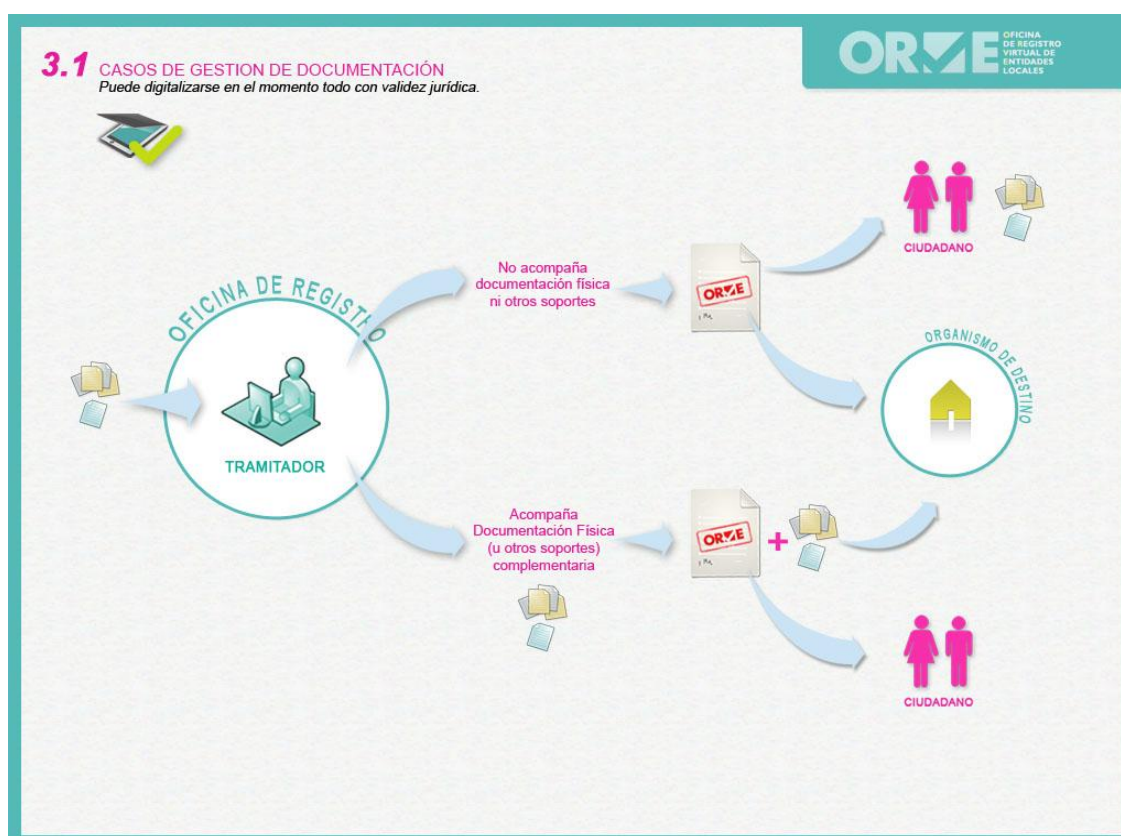 3.1 CASOS DE GESTION DE DOCUMENTACIÓN
Puede digitalizarse en el momento todo con validez jurídica.
ORVE
OFICINA
DE REGISTRO
VIRTUAL DE
ENTIDADES
LOCALES
CIUDADANO
No acompaña
documentación física
ni otros soportes
ORVE
OFICINA DE REGISTRO
TRAMITADOR
ORGANISMO DE DESTINO
Acompaña
Documentación Física
(u otros soportes)
complementaria
ORVE
+
CIUDADANO